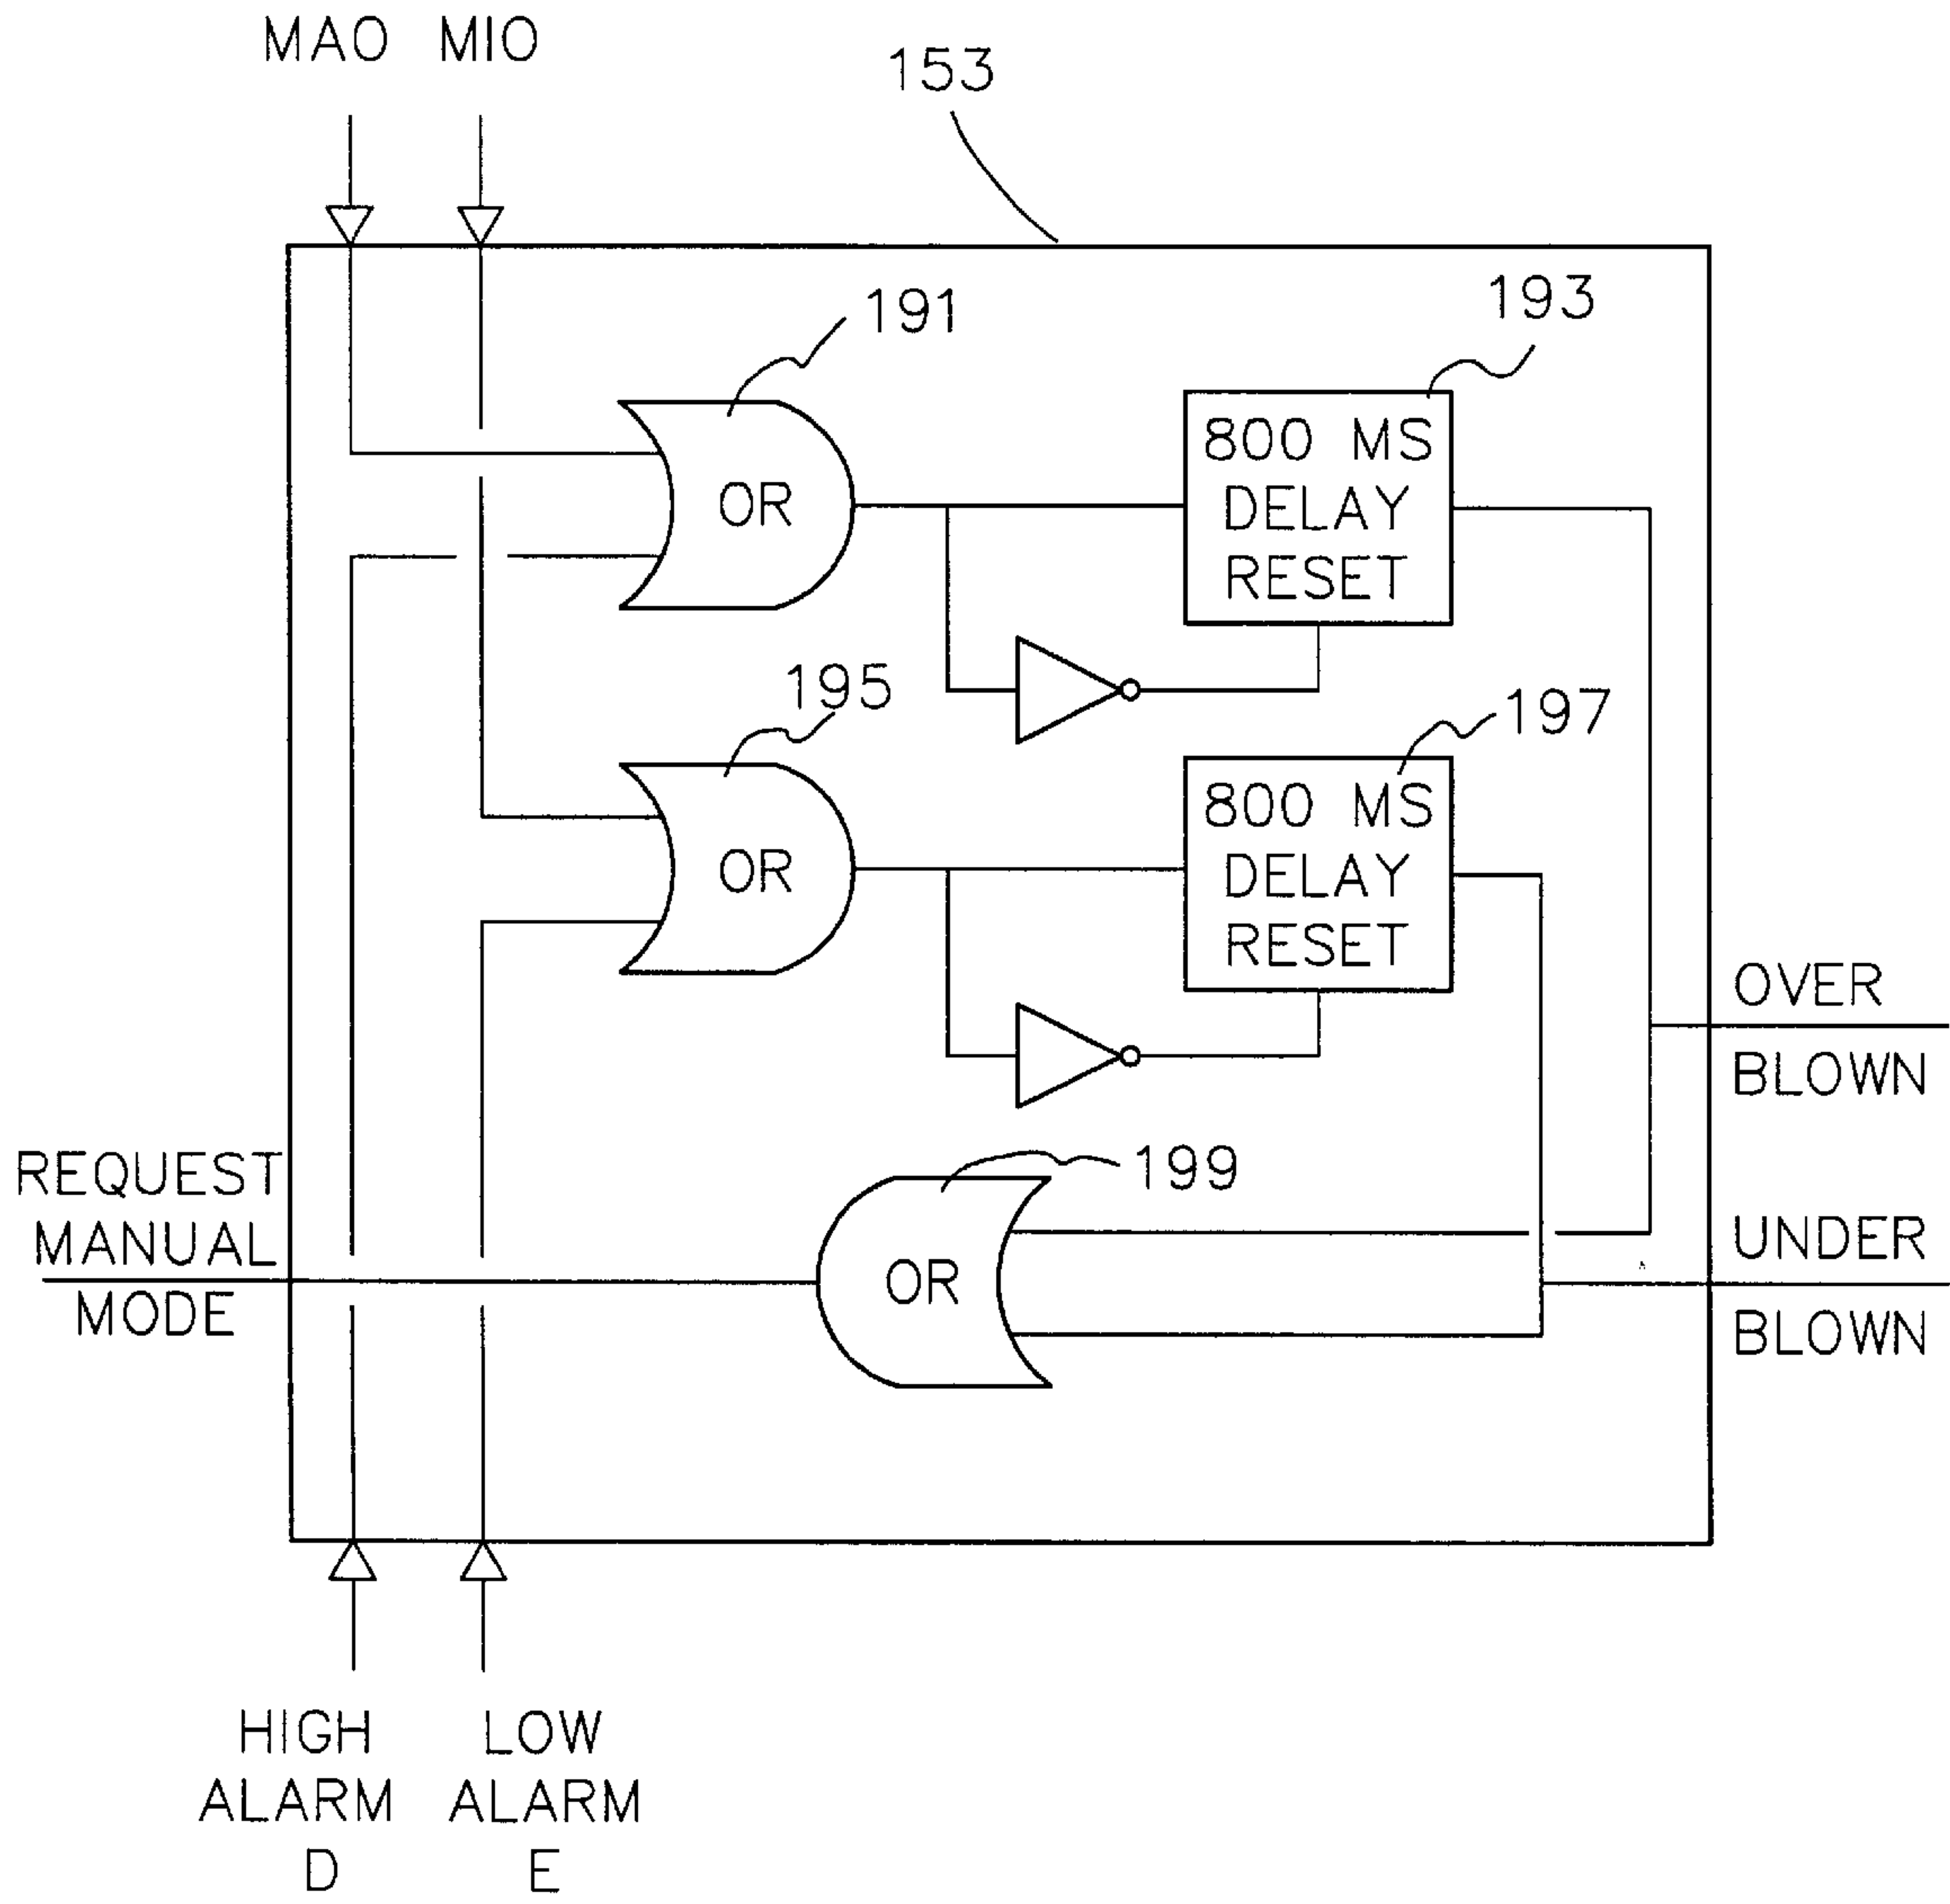 MAO MIO
153
191
193
OR
800 MS
DELAY
RESET
195
197
OR
800 MS
DELAY
RESET
OVER
BLOWN
199
REQUEST
MANUAL
MODE
OR
UNDER
BLOWN
HIGH
ALARM
D
LOW
ALARM
E